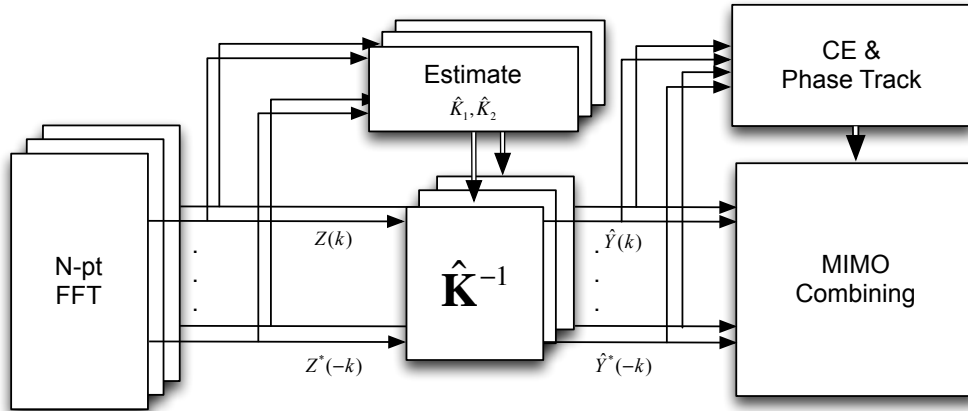 Estimate
K̂₁, K̂₂
CE &
Phase Track
N-pt
FFT
Z(k)
K̂⁻¹
Ŷ(k)
MIMO
Combining
Z*(-k)
Ŷ*(-k)